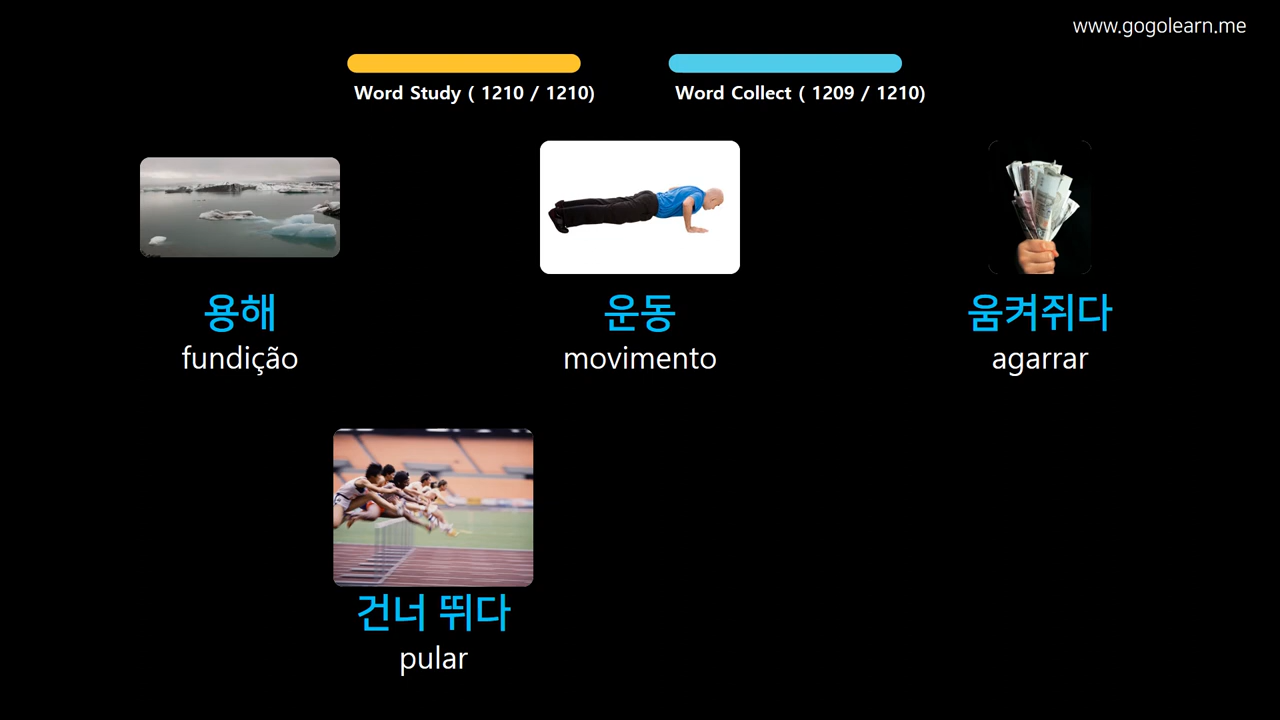 www.gogolearn.me
Word Study ( 1210 / 1210)
Word Collect ( 1209 / 1210)
용해
fundição
운동
movimento
움켜쥐다
agarrar
건너 뛰다
pular